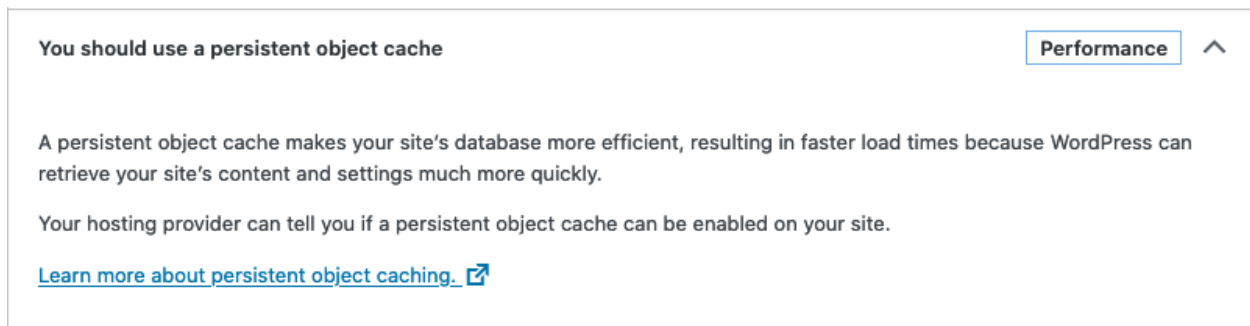 You should use a persistent object cache
Performance
A persistent object cache makes your site’s database more efficient, resulting in faster load times because WordPress can
retrieve your site’s content and settings much more quickly.
Your hosting provider can tell you if a persistent object cache can be enabled on your site.
Learn more about persistent object caching.